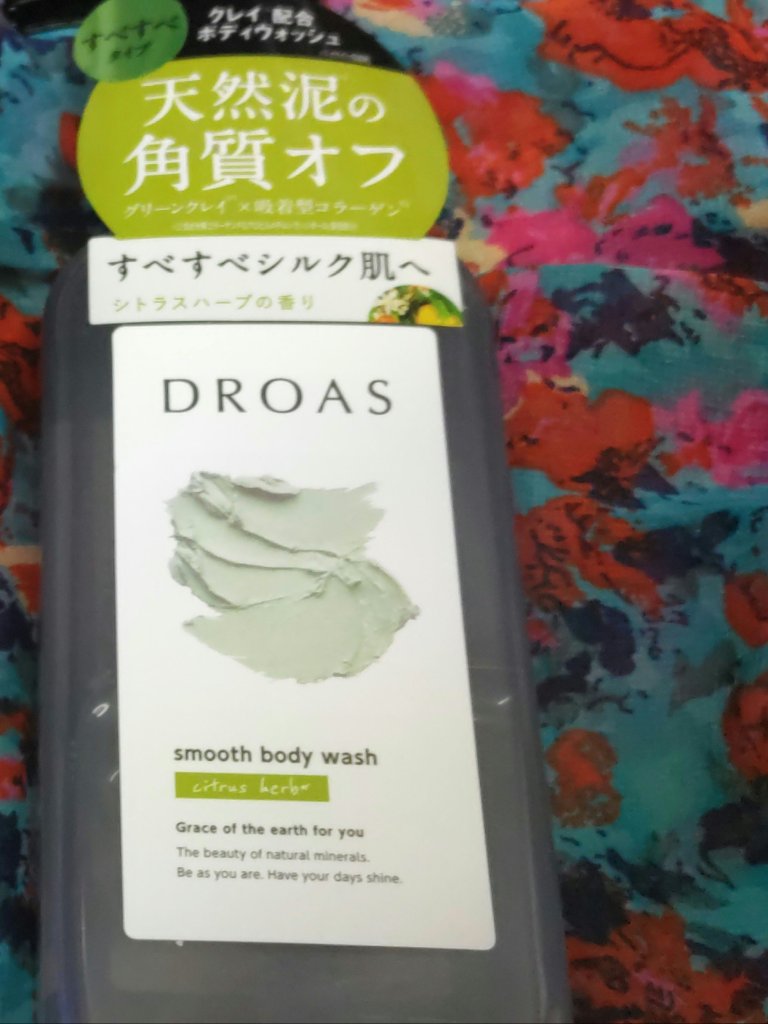 すべすべ
タイプ
クレイ 配合
ボディウォッシュ
天然泥の
角質オフ
グリーンクレイ × 吸着型コラーゲン
すべすべシルク肌へ
シトラスハーブの香り
DROAS
smooth body wash
citrus herb
Grace of the earth for you
The beauty of natural minerals.
Be as you are. Have your days shine.